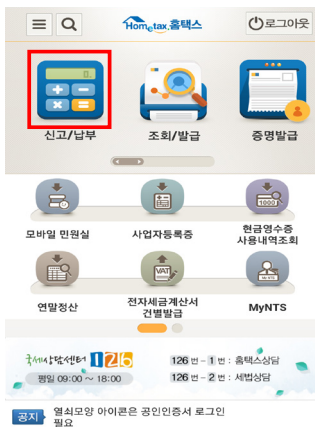 Hometax. 홈택스
로그아웃
0.
신고/납부
조회/발급
증명발급
1000
모바일 민원실
사업자등록증
현금영수증
사용내역조회
VAT
MyNTS
연말정산
전자세금계산서
건별발급
MyNTS
국세상담센터 126
126 번 – 1 번 : 홈택스상담
평일 09:00 ~ 18:00
126 번 – 2 번 : 세법상담
공지
열쇠모양 아이콘은 공인인증서 로그인
필요